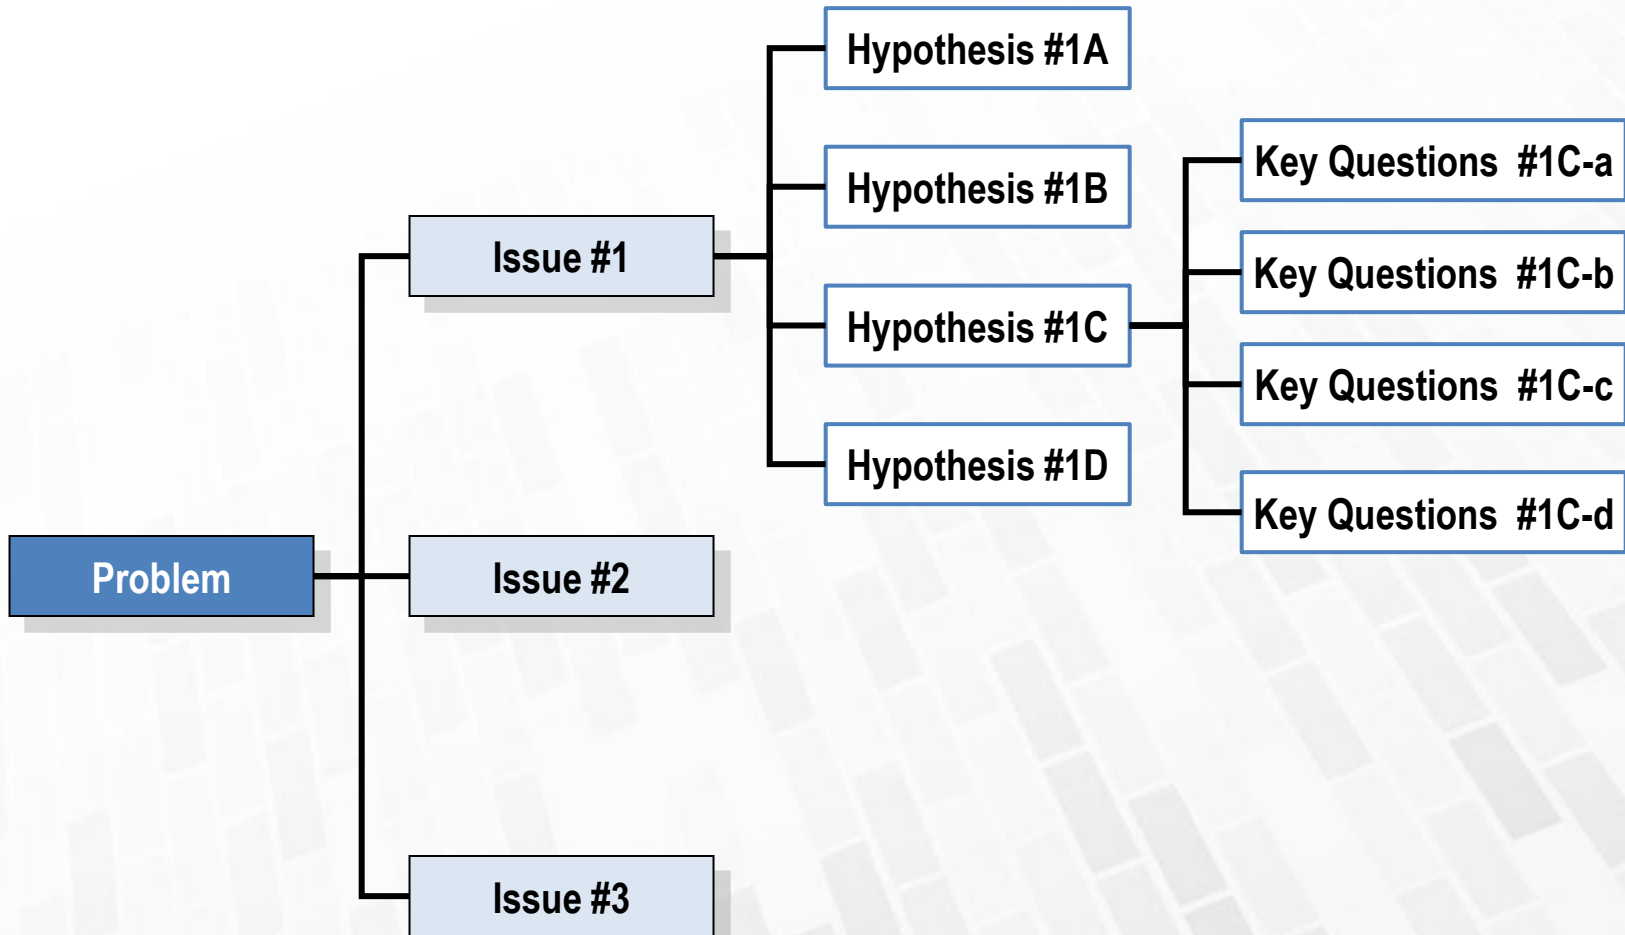 Problem
Issue #1
Issue #2
Issue #3
Hypothesis #1A
Hypothesis #1B
Hypothesis #1C
Hypothesis #1D
Key Questions  #1C-a
Key Questions  #1C-b
Key Questions  #1C-c
Key Questions  #1C-d